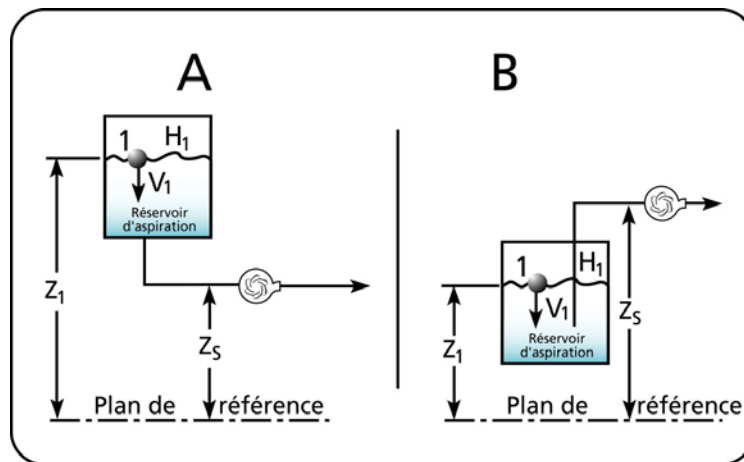 A
1 H₁
V₁
Réservoir
d'aspiration
Z₁
Zₛ
Plan de référence
B
1 H₁
V₁
Réservoir
d'aspiration
Z₁
Zₛ
Plan de référence